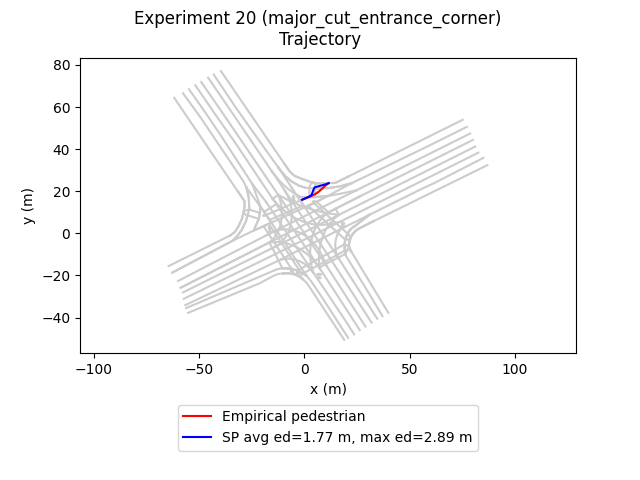 Experiment 20 (major_cut_entrance_corner)
Trajectory
80
60
40
20
0
−20
−40
y (m)
−100
−50
0
50
100
x (m)
Empirical pedestrian
SP avg ed=1.77 m, max ed=2.89 m